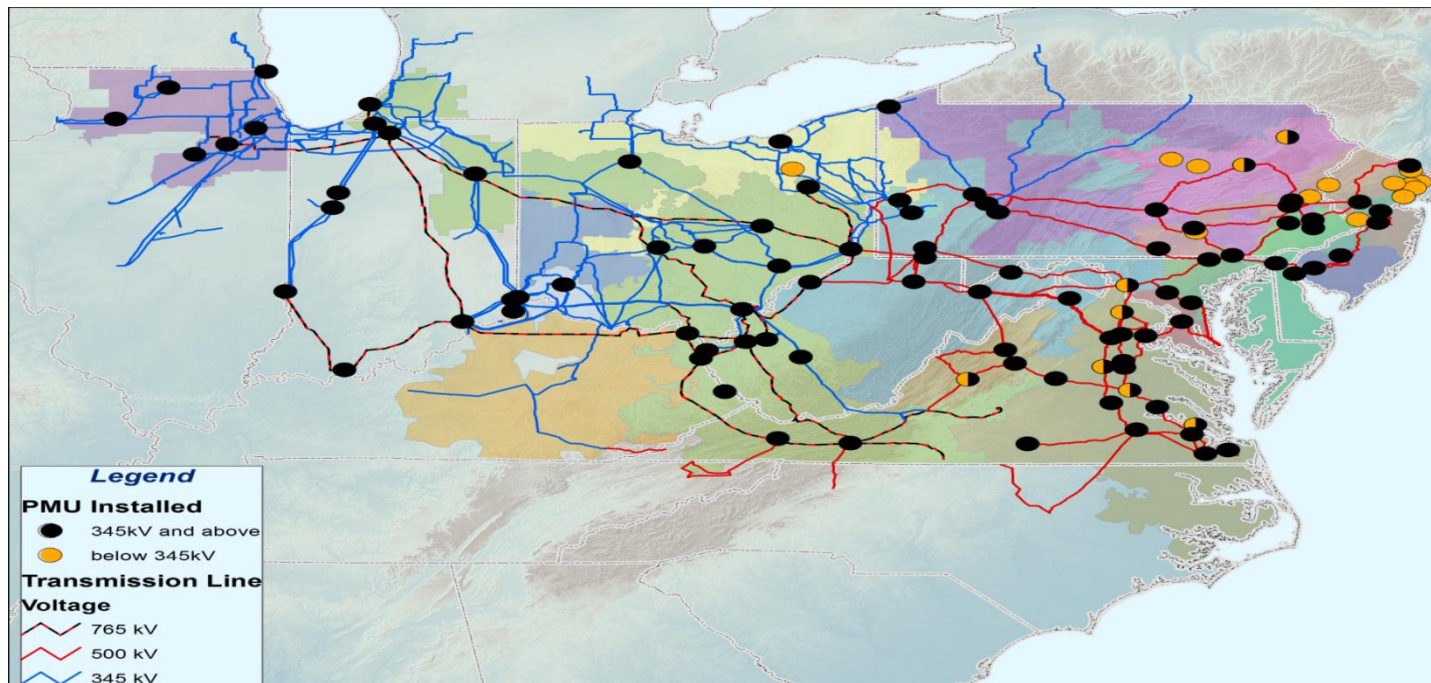 Legend
PMU Installed
345kV and above
below 345kV
Transmission Line
Voltage
765 kV
500 kV
345 kV